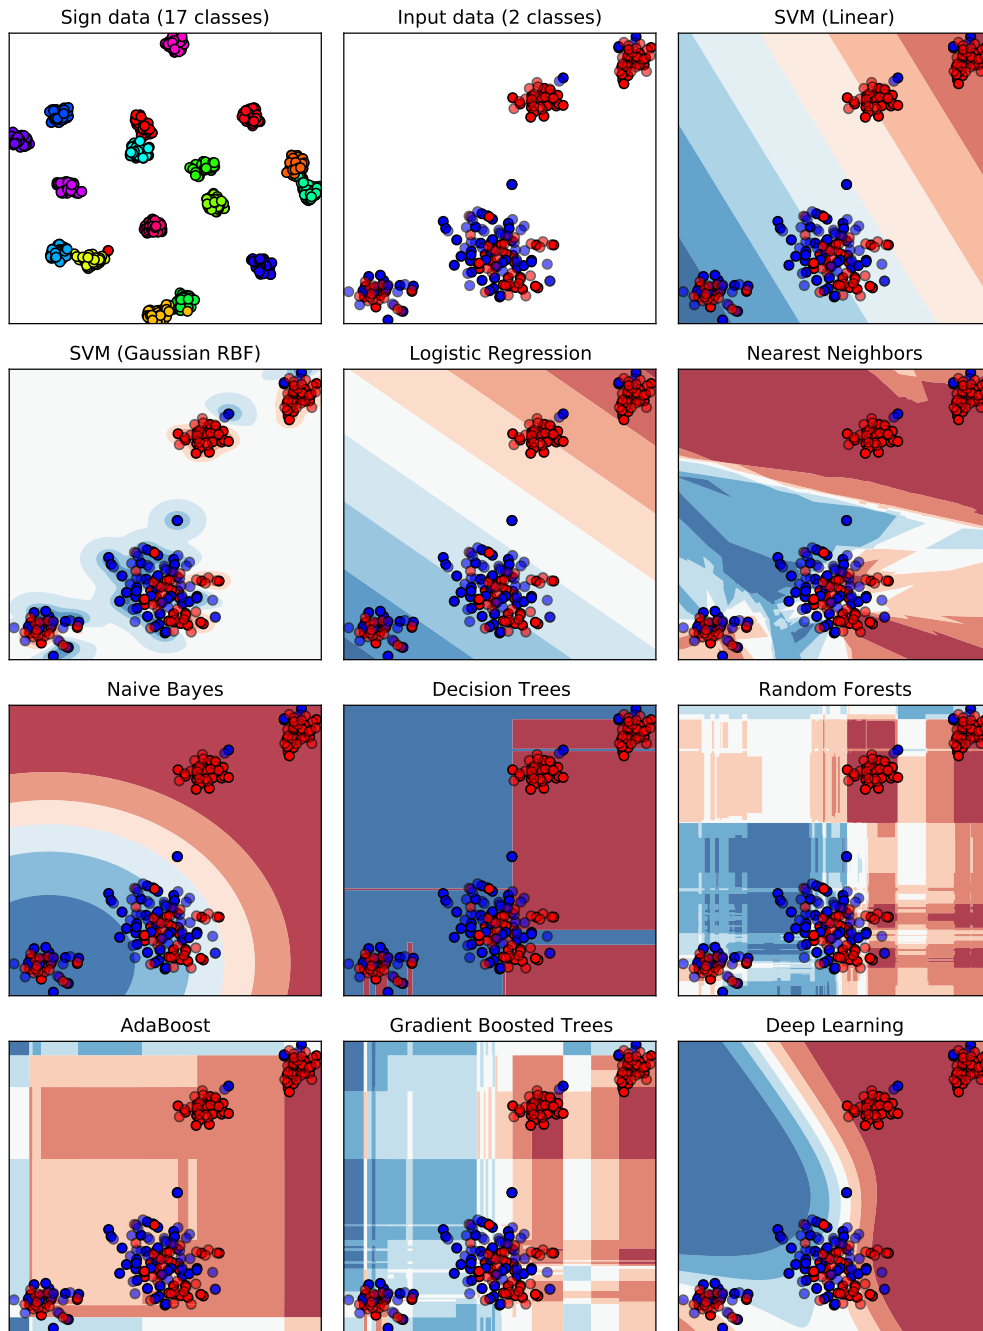 Sign data (17 classes)
Input data (2 classes)
SVM (Linear)
SVM (Gaussian RBF)
Logistic Regression
Nearest Neighbors
Naive Bayes
Decision Trees
Random Forests
AdaBoost
Gradient Boosted Trees
Deep Learning